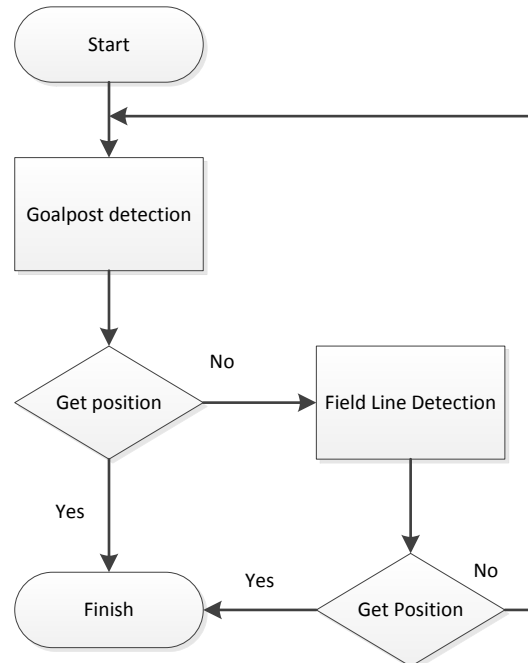 Start
Goalpost detection
Get position
No
Field Line Detection
Yes
Finish
Yes
Get Position
No